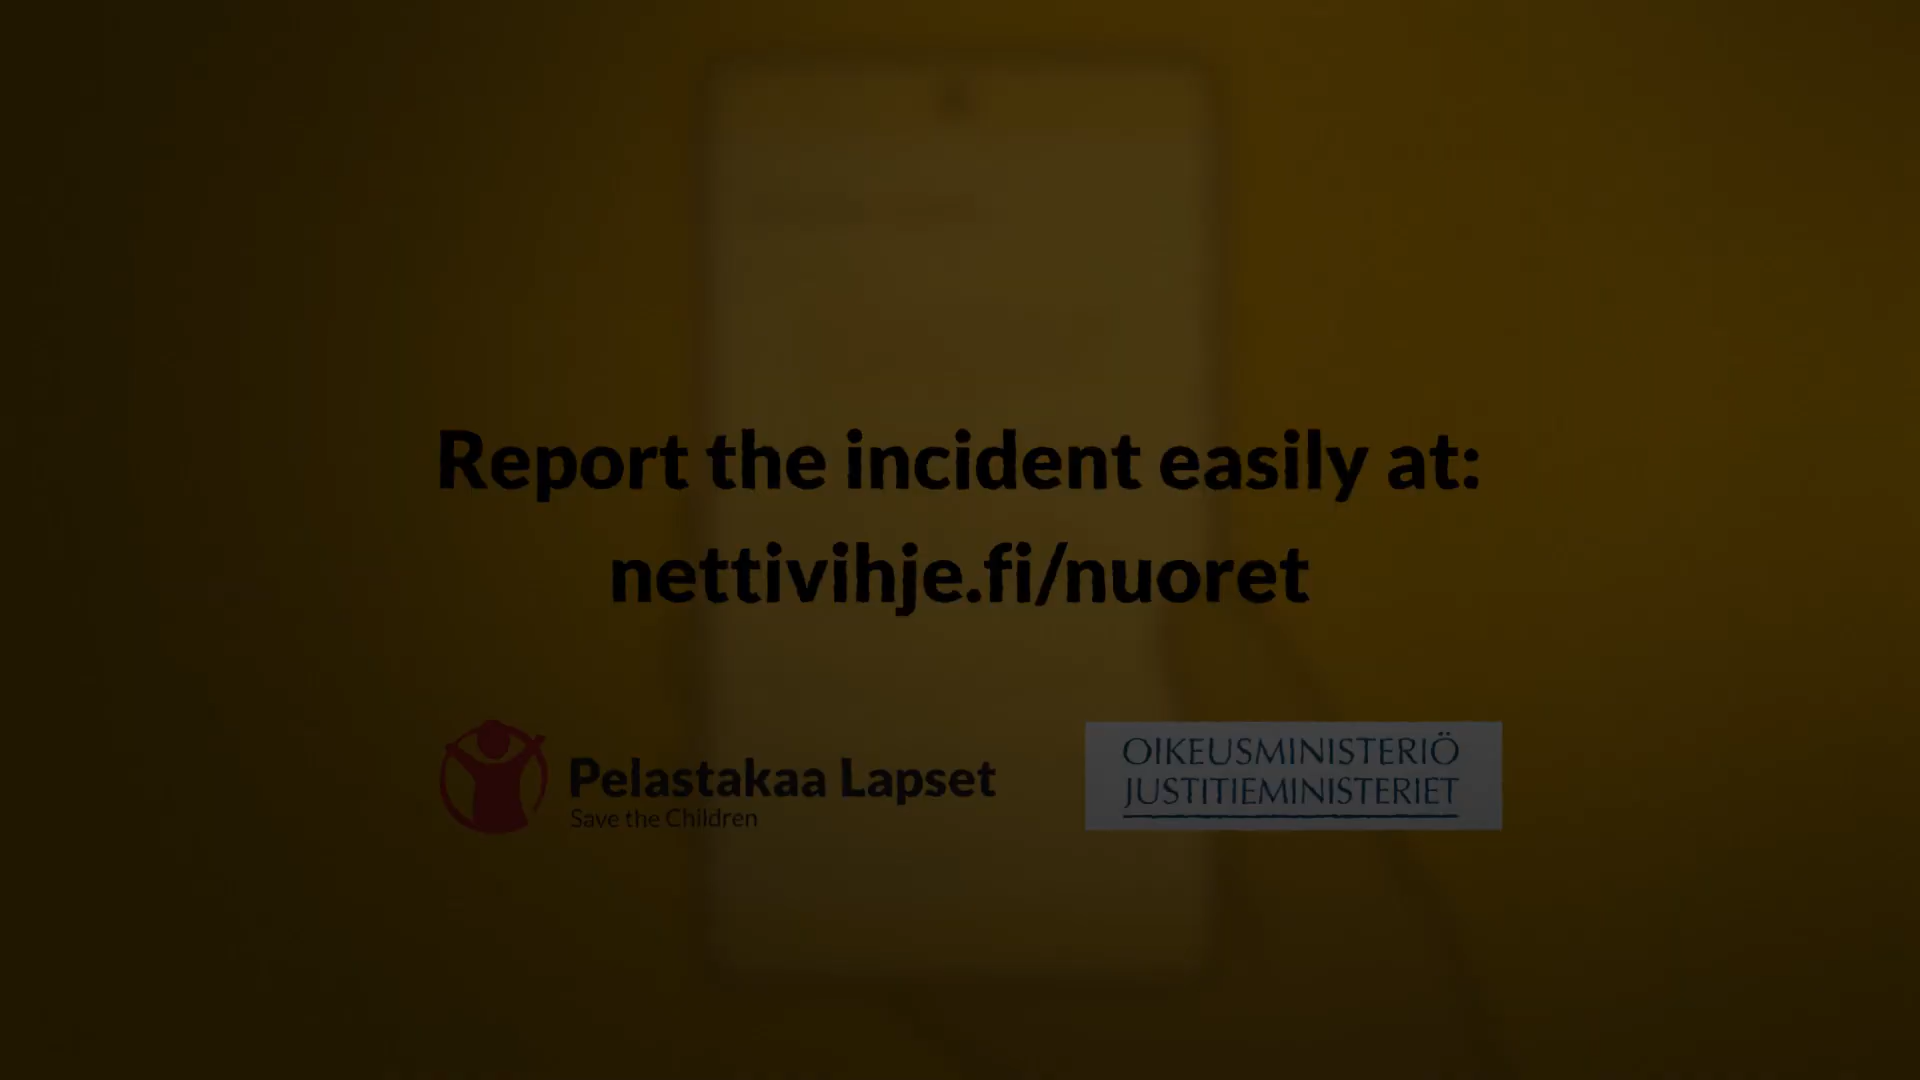 Report the incident easily at:
nettivihje.fi/nuoret
Pelastakaa Lapset
Save the Children
OIKEUSMINISTERIÖ
JUSTITIEMINISTERIET